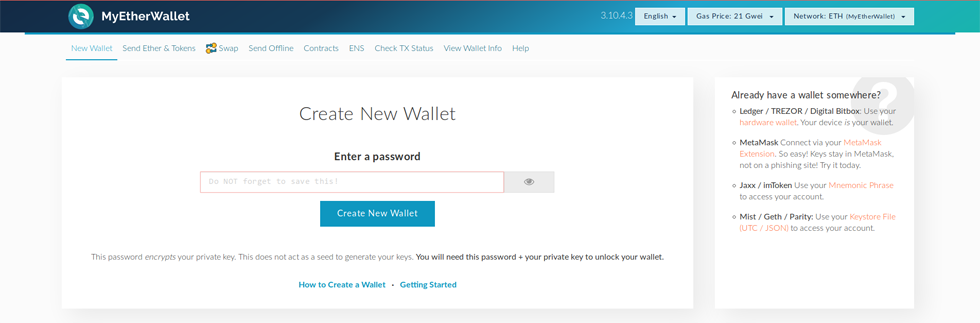 MyEtherWallet
3.10.4.3 English Gas Price: 21 Gwei Network: ETH (MyEtherWallet)
New Wallet Send Ether & Tokens Swap Send Offline Contracts ENS Check TX Status View Wallet Info Help
Create New Wallet
Enter a password
Do NOT forget to save this!
Create New Wallet
This password encrypts your private key. This does not act as a seed to generate your keys. You will need this password + your private key to unlock your wallet.
How to Create a Wallet • Getting Started
?
Already have a wallet somewhere?
Ledger / TREZOR / Digital Bitbox: Use your
hardware wallet. Your device is your wallet.
MetaMask Connect via your MetaMask
Extension. So easy! Keys stay in MetaMask,
not on a phishing site! Try it today.
Jaxx / imToken Use your Mnemonic Phrase
to access your account.
Mist / Geth / Parity: Use your Keystore File
(UTC / JSON) to access your account.